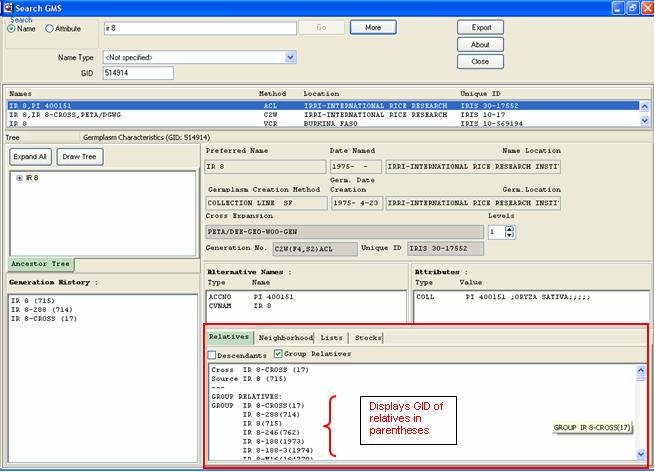 Search GMS
Search
Name Attribute ir 8 Go More Export
About
Name Type <Not specified> Close
GID 514914
Names Method Location Unique ID
IR 8,PI 400151 ACL IRRI-INTERNATIONAL RICE RESEARCH IRIS 30-17552
IR 8,IR 8-CROSS,PETA/DGWG C2W IRRI-INTERNATIONAL RICE RESEARCH IRIS 10-17
IR 8 VCR BURKINA FASO IRIS 10-569194
Tree Germplasm Characteristics (GID: 514914)
Expand All Draw Tree
IR 8
Ancestor Tree
Generation History :
IR 8 (715)
IR 8-288 (714)
IR 8-CROSS (17)
Preferred Name Date Named Name Location
IR 8 1975- - IRRI-INTERNATIONAL RICE RESEARCH INSTI
Germplasm Creation Method Germ. Date Creation Germ.Location
COLLECTION LINE SF 1975- 4-23 IRRI-INTERNATIONAL RICE RESEARCH INSTI
Cross Expansion Levels
PETA/DEE-GEO-WOO-GEN 1
Generation No. C2W(F4,S2)ACL Unique ID IRIS 30-17552
Alternative Names :
Type Name
ACCNO PI 400151
CVNAM IR 8
Attributes :
Type Value
COLL PI 400151 ;ORYZA SATIVA;;;;;
Relatives Neighborhood Lists Stocks
Descendants Group Relatives
Cross IR 8-CROSS (17)
Source IR 8 (715)
---
GROUP RELATIVES:
GROUP IR 8-CROSS(17)
IR 8-288(714)
IR 8(715)
IR 8-246(762)
IR 8-188(1973)
IR 8-188-3(1974)
IR 8-M16(164770)
Displays GID of
relatives in
parentheses
GROUP IR 8-CROSS(17)